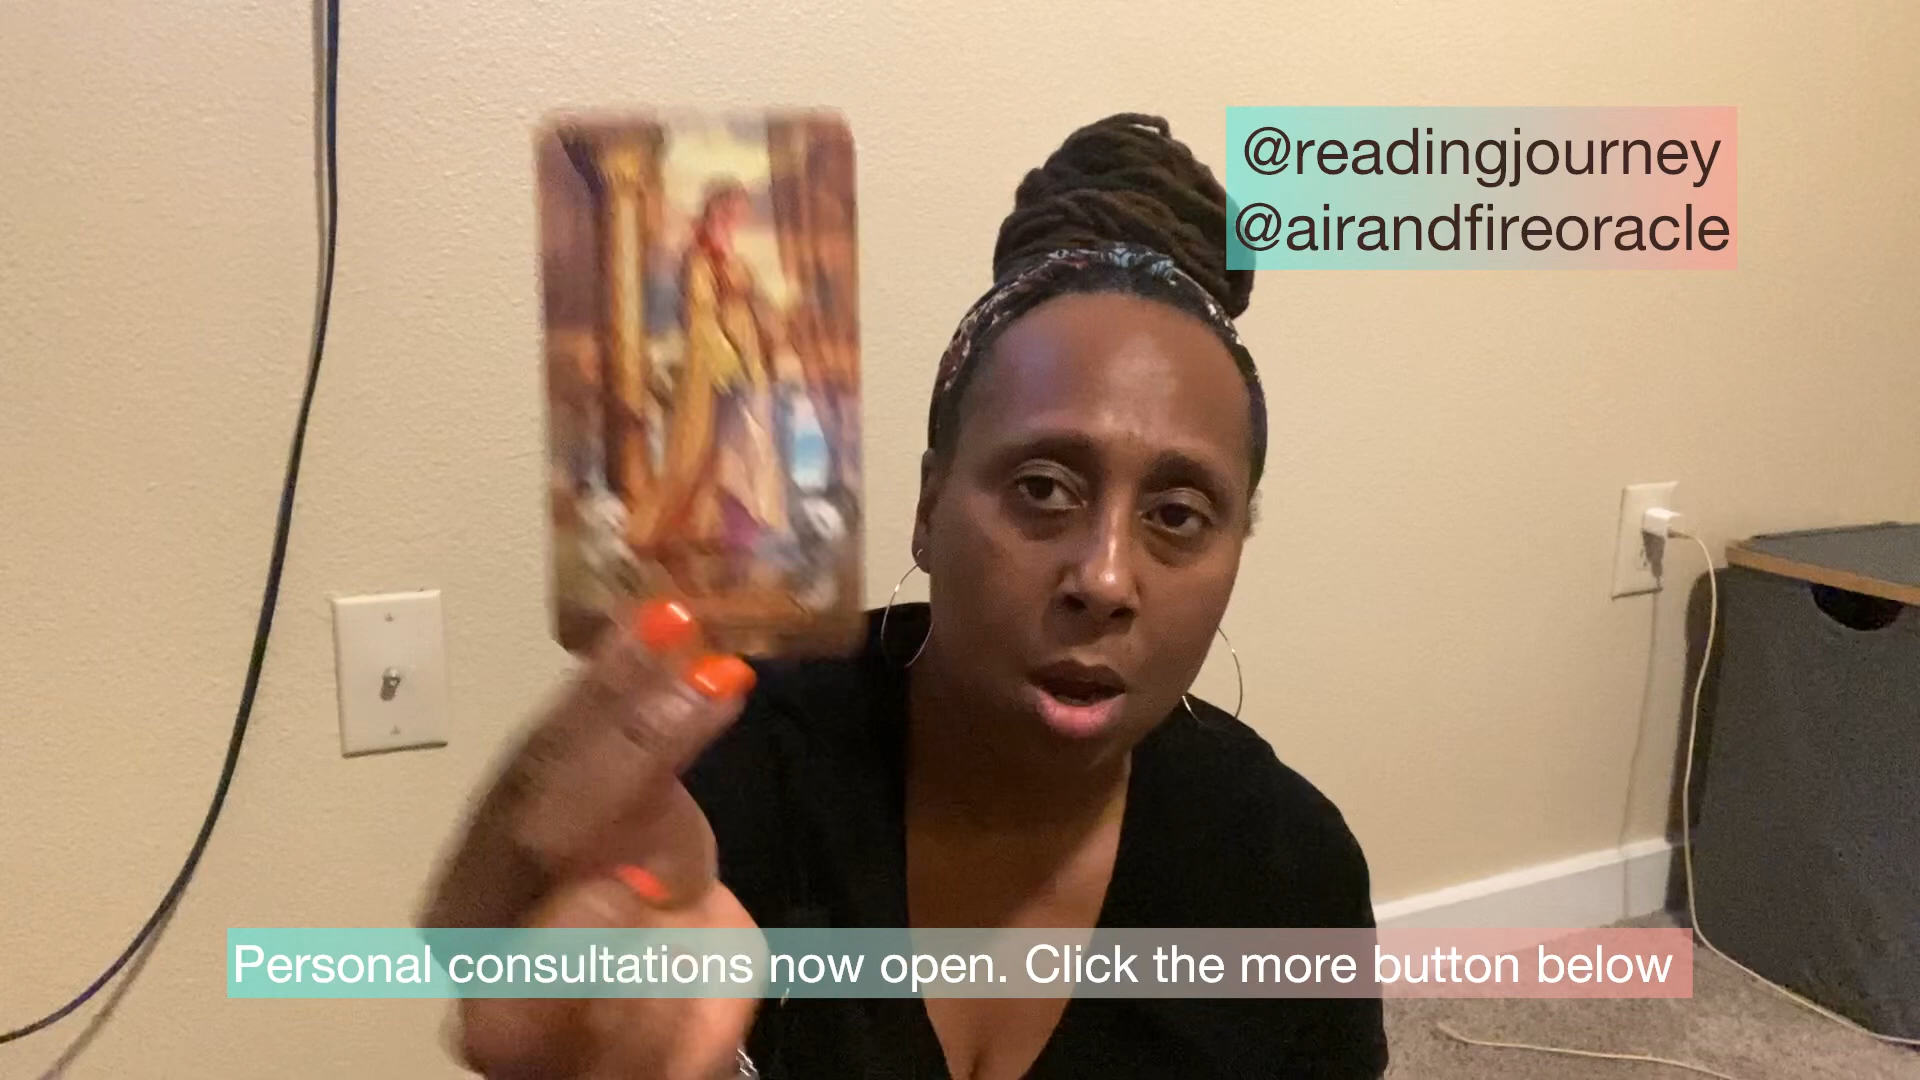 @readingjourney
@airandfireoracle
Personal consultations now open. Click the more button below